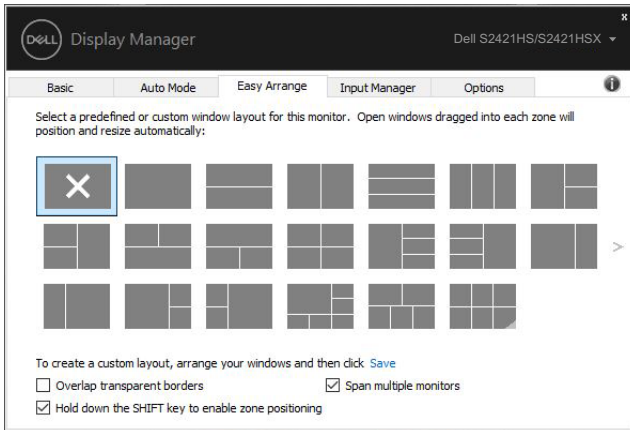 x
DELL Display Manager
Dell S2421HS/S2421HSX
Basic
Auto Mode
Easy Arrange
Input Manager
Options
Select a predefined or custom window layout for this monitor. Open windows dragged into each zone will
position and resize automatically:
To create a custom layout, arrange your windows and then click Save
Overlap transparent borders
Span multiple monitors
Hold down the SHIFT key to enable zone positioning